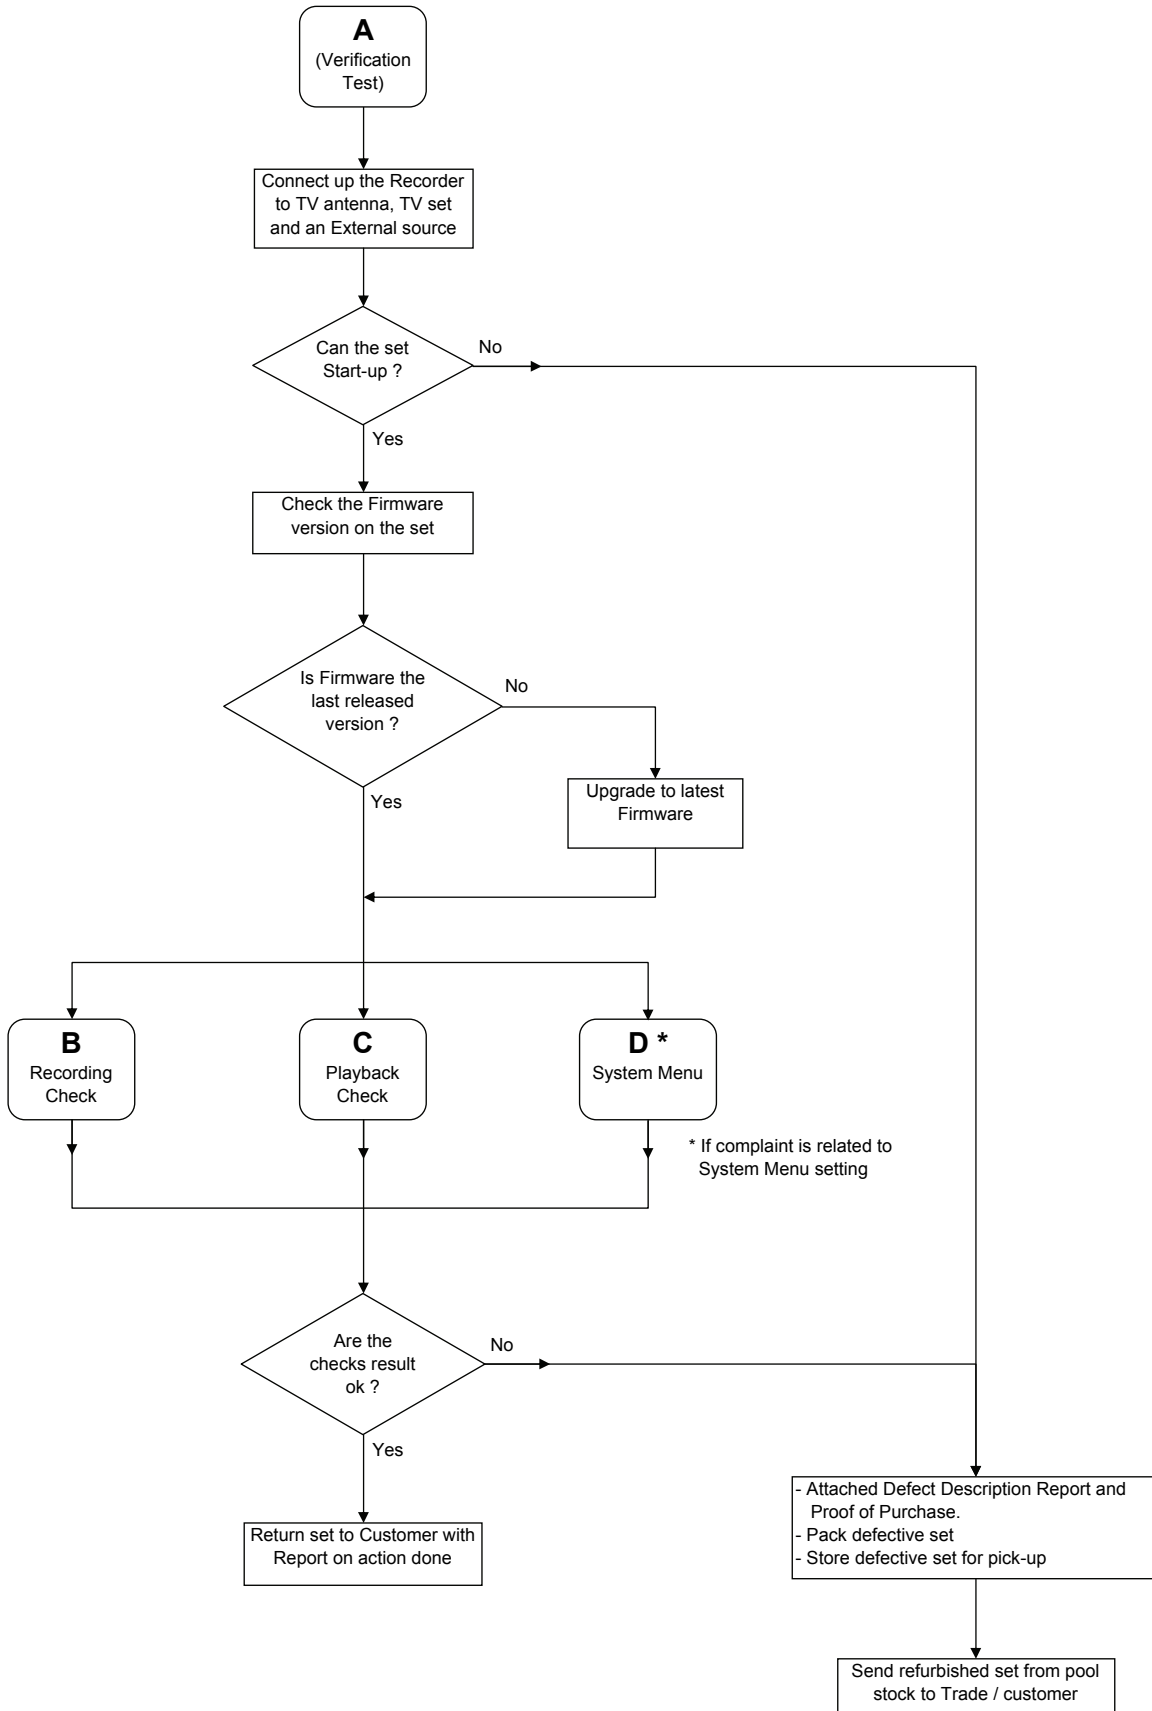 A
(Verification
Test)
Connect up the Recorder
to TV antenna, TV set
and an External source
Can the set
Start-up ?
No
Yes
Check the Firmware
version on the set
Is Firmware the
last released
version ?
No
Yes
Upgrade to latest
Firmware
B
Recording
Check
C
Playback
Check
D *
System Menu
* If complaint is related to
System Menu setting
Are the
checks result
ok ?
No
Yes
Return set to Customer with
Report on action done
- Attached Defect Description Report and
Proof of Purchase.
- Pack defective set
- Store defective set for pick-up
Send refurbished set from pool
stock to Trade / customer